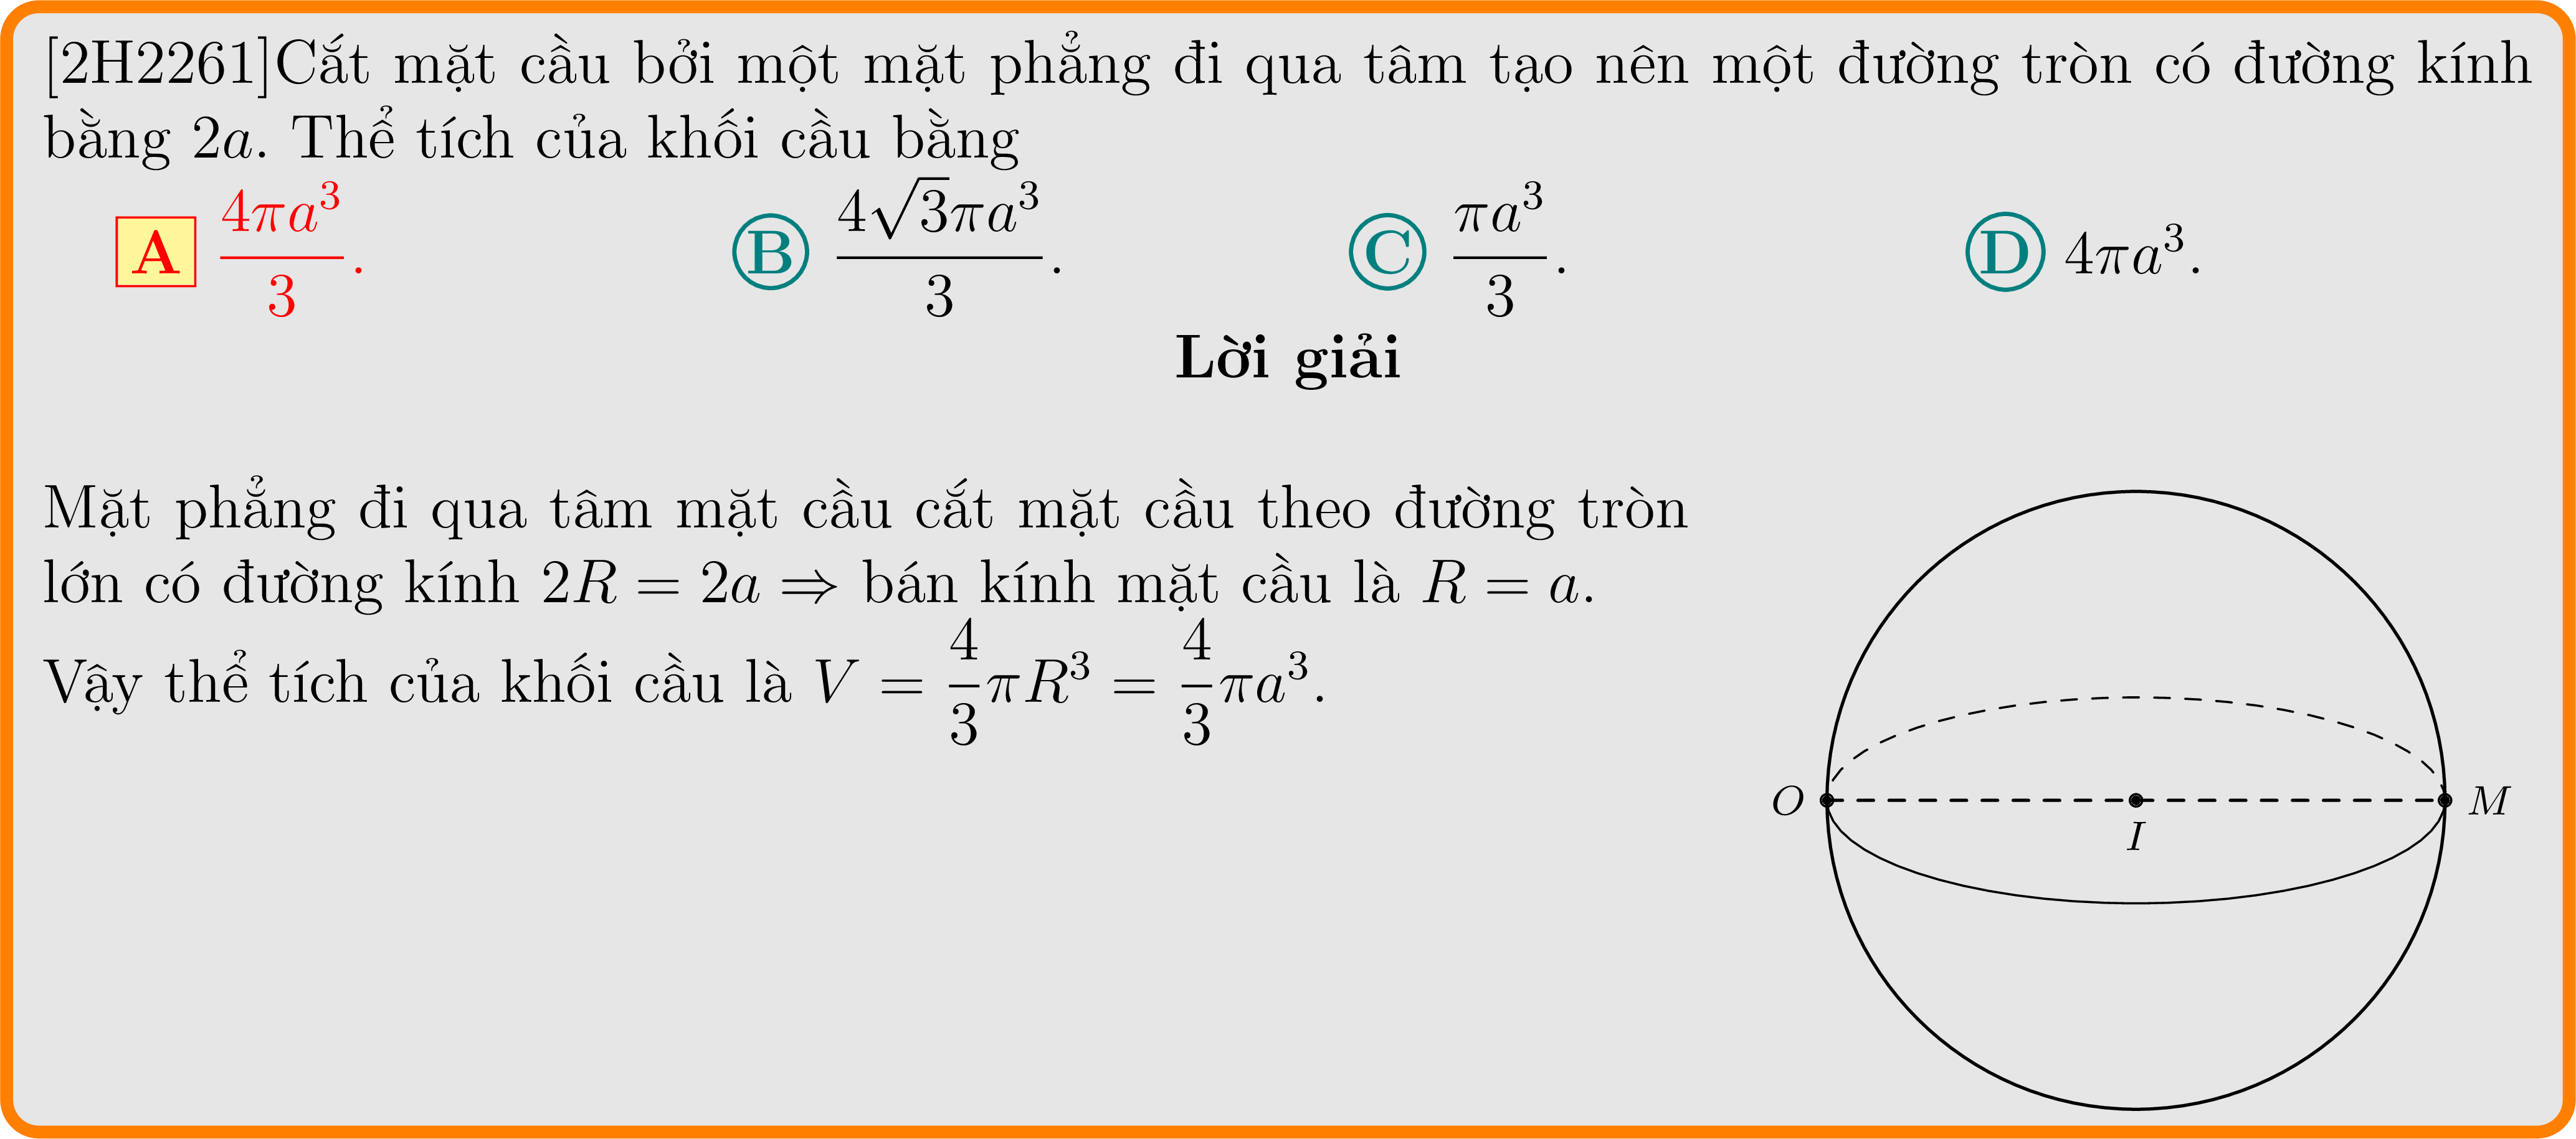 [2H2261]Cắt mặt cầu bởi một mặt phẳng đi qua tâm tạo nên một đường tròn có đường kính
bằng 2a. Thể tích của khối cầu bằng
A $\frac{4\pi a^3}{3}$. B $\frac{4\sqrt{3}\pi a^3}{3}$. C $\frac{\pi a^3}{3}$. D $4\pi a^3$.
Lời giải
Mặt phẳng đi qua tâm mặt cầu cắt mặt cầu theo đường tròn
lớn có đường kính 2R = 2a ⇒ bán kính mặt cầu là R = a.
Vậy thể tích của khối cầu là $V = \frac{4}{3}\pi R^3 = \frac{4}{3}\pi a^3$.
O
M
I